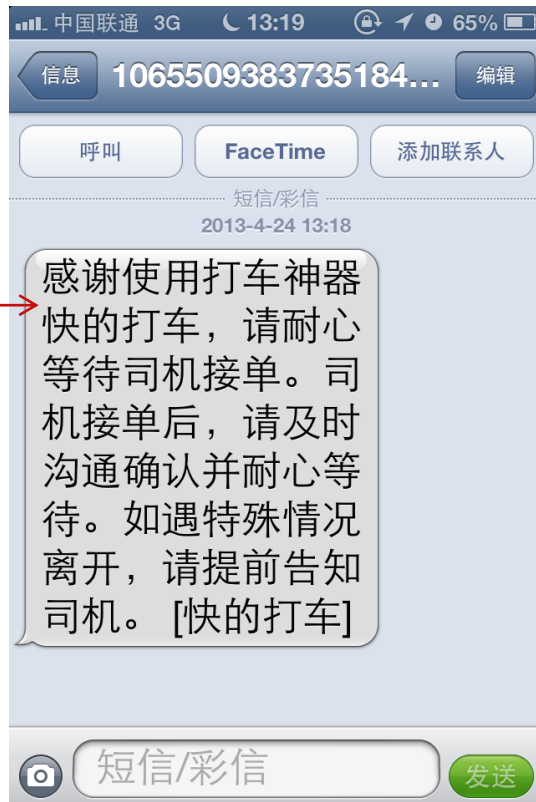 中国联通 3G 13:19 65%
信息 1065509383735184... 编辑
呼叫 FaceTime 添加联系人
短信/彩信
2013-4-24 13:18
感谢使用打车神器
快的打车，请耐心
等待司机接单。司
机接单后，请及时
沟通确认并耐心等
待。如遇特殊情况
离开，请提前告知
司机。[快的打车]
短信/彩信 发送